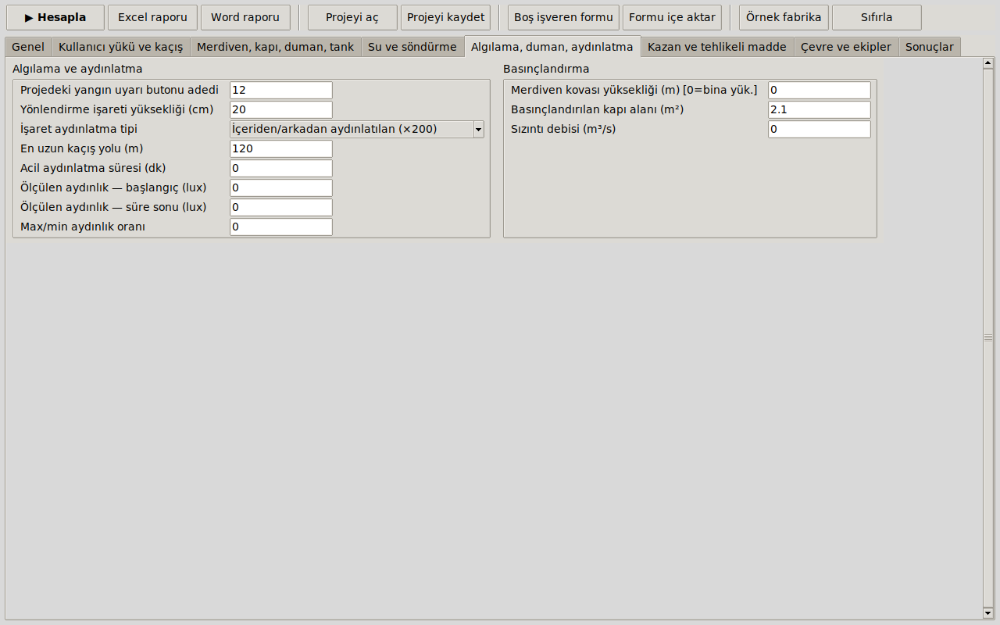 ▶ Hesapla Excel raporu Word raporu Projeyi aç Projeyi kaydet Boş işveren formu Formu içe aktar Örnek fabrika Sıfırla
Genel Kullanıcı yükü ve kaçış Merdiven, kapı, duman, tank Su ve söndürme Algılama, duman, aydınlatma Kazan ve tehlikeli madde Çevre ve ekipler Sonuçlar
Algılama ve aydınlatma
Projedeki yangın uyarı butonu adedi 12
Yönlendirme işareti yüksekliği (cm) 20
İşaret aydınlatma tipi İçeriden/arkadan aydınlatılan (×200)
En uzun kaçış yolu (m) 120
Acil aydınlatma süresi (dk) 0
Ölçülen aydınlık — başlangıç (lux) 0
Ölçülen aydınlık — süre sonu (lux) 0
Max/min aydınlık oranı 0
Basınçlandırma
Merdiven kovası yüksekliği (m) [0=bina yük.] 0
Basınçlandırılan kapı alanı (m²) 2.1
Sızıntı debisi (m³/s) 0